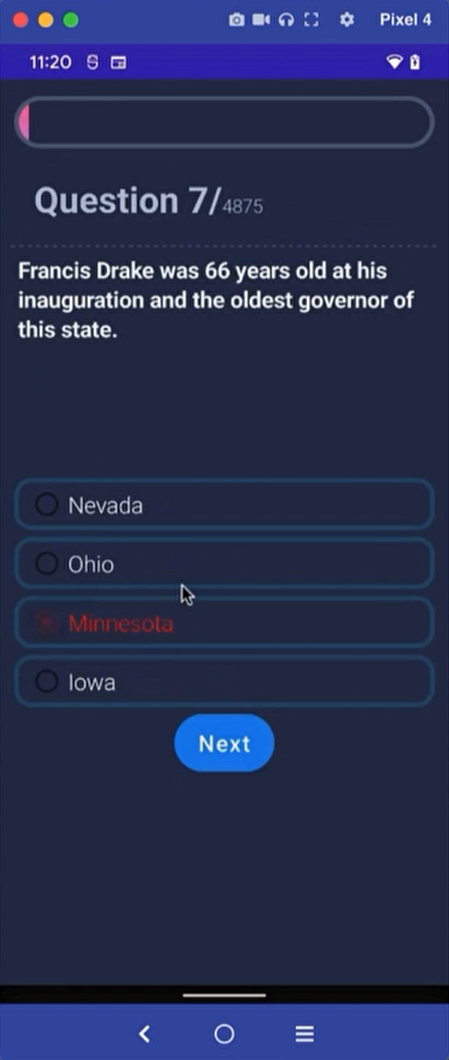 Pixel 4
11:20
Question 7/4875
Francis Drake was 66 years old at his
inauguration and the oldest governor of
this state.
Nevada
Ohio
Minnesota
Iowa
Next